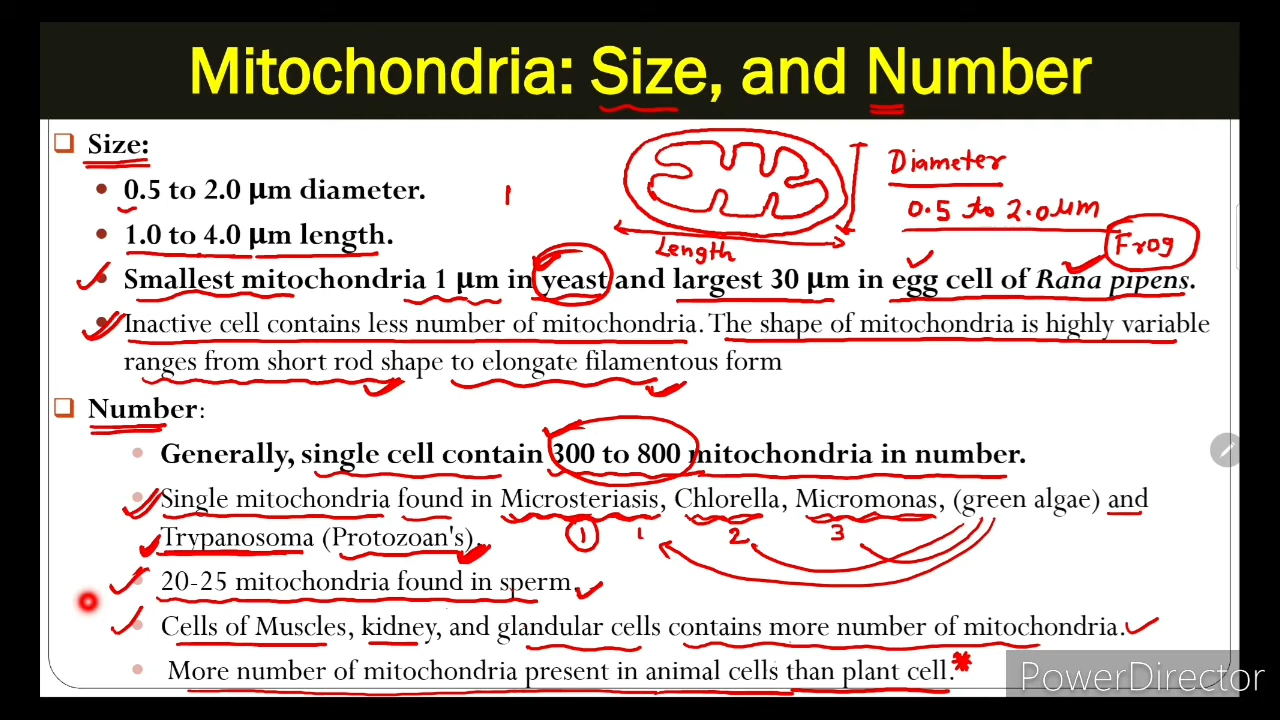 Mitochondria: Size, and Number
Size:
0.5 to 2.0 μm diameter.
1.0 to 4.0 μm length.
Smallest mitochondria 1 μm in yeast and largest 30 μm in egg cell of Rana pipens.
Inactive cell contains less number of mitochondria. The shape of mitochondria is highly variable
ranges from short rod shape to elongate filamentous form
Length
Diameter
0.5 to 2.0μm
Frog
Number:
Generally, single cell contain 300 to 800 mitochondria in number.
Single mitochondria found in Microsteriasis, Chlorella, Micromonas, (green algae) and
Trypanosoma (Protozoan's).
1 1 2 3
20-25 mitochondria found in sperm.
Cells of Muscles, kidney, and glandular cells contains more number of mitochondria.
More number of mitochondria present in animal cells than plant cell.*
PowerDirector